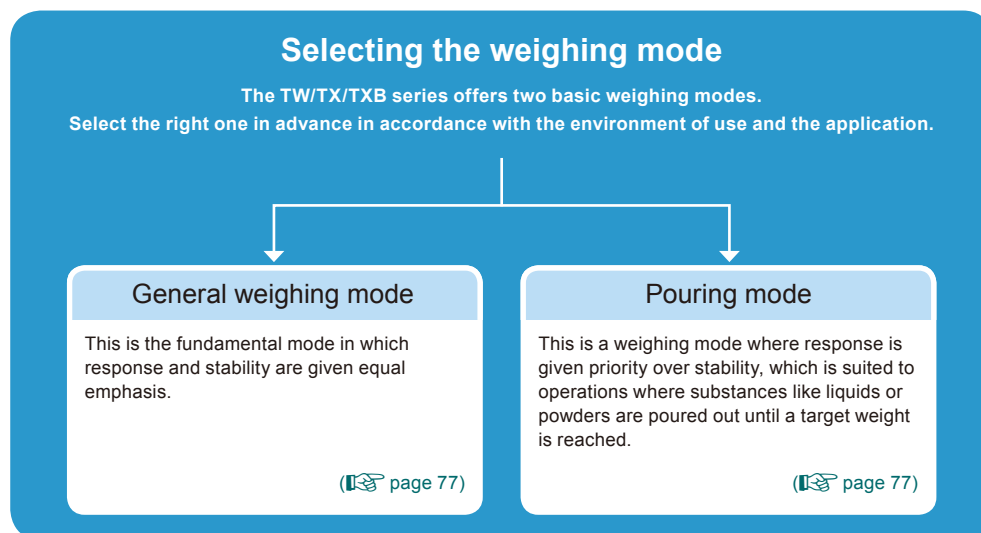 Selecting the weighing mode
The TW/TX/TXB series offers two basic weighing modes.
Select the right one in advance in accordance with the environment of use and the application.
General weighing mode
This is the fundamental mode in which
response and stability are given equal
emphasis.
(☞ page 77)
Pouring mode
This is a weighing mode where response is
given priority over stability, which is suited to
operations where substances like liquids or
powders are poured out until a target weight
is reached.
(☞ page 77)